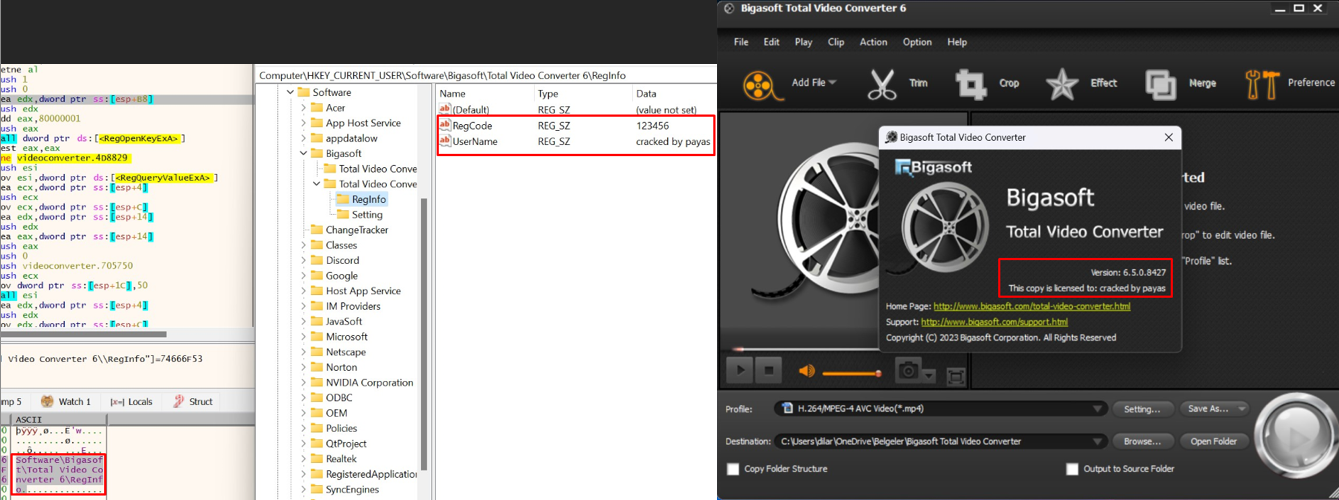 etne al
ush 1
ea edx,dword ptr ss:[esp+B8]
ush edx
dd eax,80000001
ush eax
all dword ptr ds:[<RegOpenKeyExA>]
est eax,eax
ne videoconverter.4D8829
ush esi
ov esi,dword ptr ds:[<RegQueryValueExA>]
ea ecx,dword ptr ss:[esp+4]
ush ecx
ov ecx,dword ptr ss:[esp+C]
ea edx,dword ptr ss:[esp+14]
ush edx
ea eax,dword ptr ss:[esp+14]
ush eax
ush 0
ush videoconverter.705750
ush ecx
ov dword ptr ss:[esp+1C],50
all esi
ea edx,dword ptr ss:[esp+4]
ush edx
ov edx,dword ptr ss:[esp+C]
Video Converter 6\\RegInfo"]=74666F53
mp 5
Watch 1
[x=] Locals
Struct
ASCII
Software\Bigasof
t\Total Video Co
nverter 6\RegInf
o.
Computer\HKEY_CURRENT_USER\Software\Bigasoft\Total Video Converter 6\RegInfo
Software
Acer
App Host Service
appdatalow
Bigasoft
Total Video Conve
Total Video Conve
RegInfo
Setting
ChangeTracker
Classes
Discord
Google
Host App Service
IM Providers
JavaSoft
Microsoft
Netscape
Norton
NVIDIA Corporation
ODBC
OEM
Policies
QtProject
Realtek
RegisteredApplication
SyncEngines
Name Type Data
(Default) REG_SZ (value not set)
RegCode REG_SZ 123456
UserName REG_SZ cracked by payas
Bigasoft Total Video Converter 6
File Edit Play Clip Action Option Help
Add File Trim Crop Effect Merge Preference
Bigasoft Total Video Converter
Bigasoft
Bigasoft
Total Video Converter
Version: 6.5.0.8427
This copy is licensed to: cracked by payas
Home Page: http://www.bigasoft.com/total-video-converter.html
Support: http://www.bigasoft.com/support.html
Copyright (C) 2023 Bigasoft Corporation. All Rights Reserved
rted
video file.
op" to edit video file.
"Profile" list.
Profile: H.264/MPEG-4 AVC Video(*.mp4) Setting... Save As...
Destination: C:\Users\dilar\OneDrive\Belgeler\Bigasoft Total Video Converter Browse... Open Folder
Copy Folder Structure Output to Source Folder